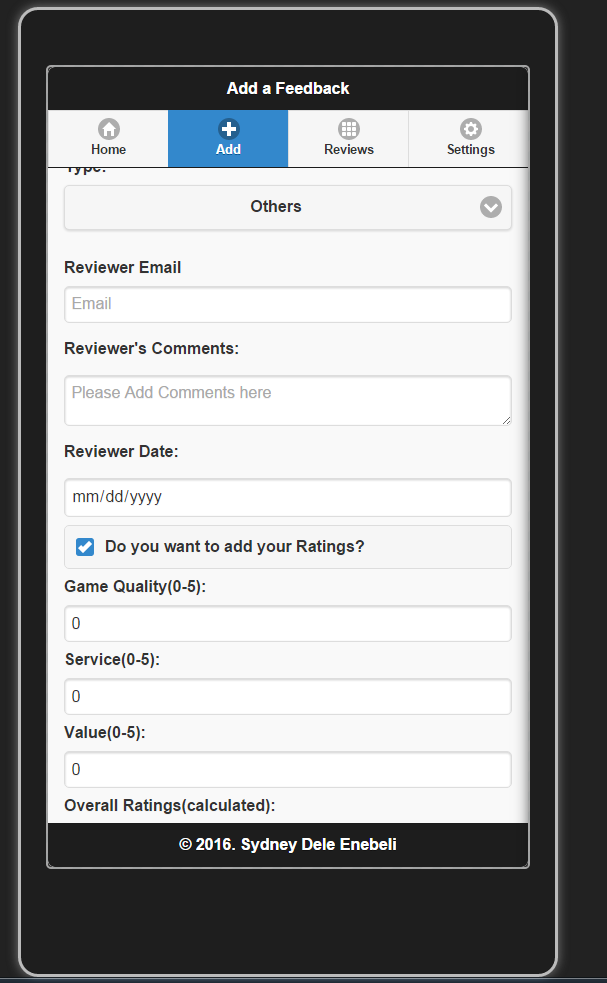 Add a Feedback
Home Add Reviews Settings
Type:
Others
Reviewer Email
Email
Reviewer's Comments:
Please Add Comments here
Reviewer Date:
mm/dd/yyyy
Do you want to add your Ratings?
Game Quality(0-5):
0
Service(0-5):
0
Value(0-5):
0
Overall Ratings(calculated):
© 2016. Sydney Dele Enebeli